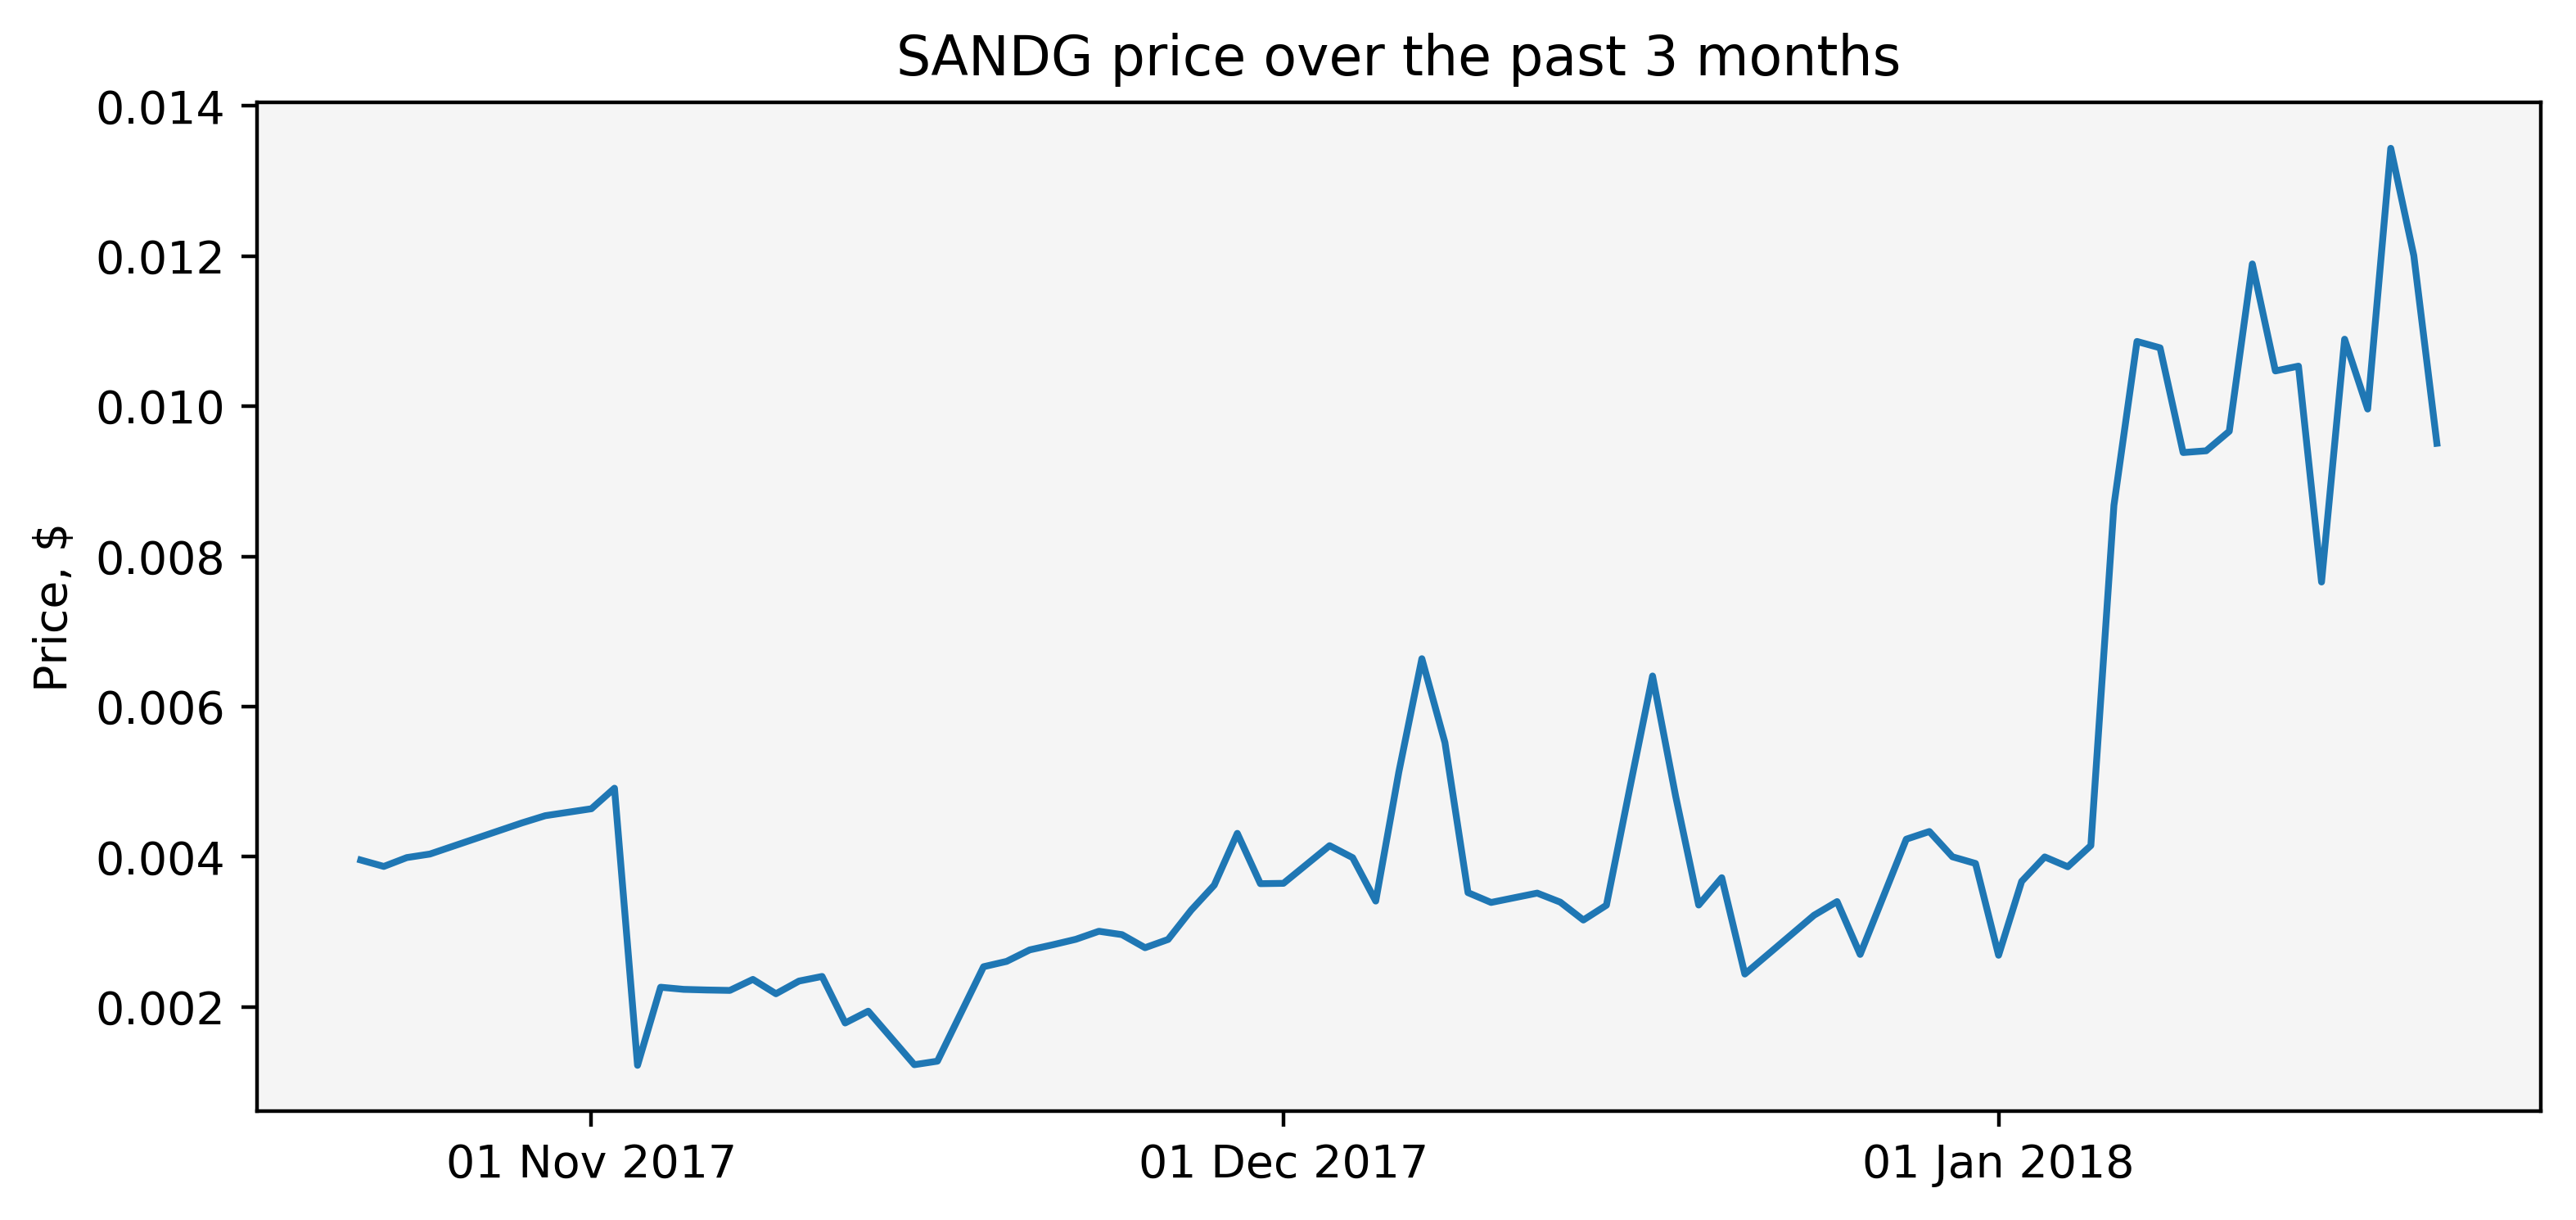 SANDG price over the past 3 months
Price, $
0.014
0.012
0.010
0.008
0.006
0.004
0.002
01 Nov 2017
01 Dec 2017
01 Jan 2018